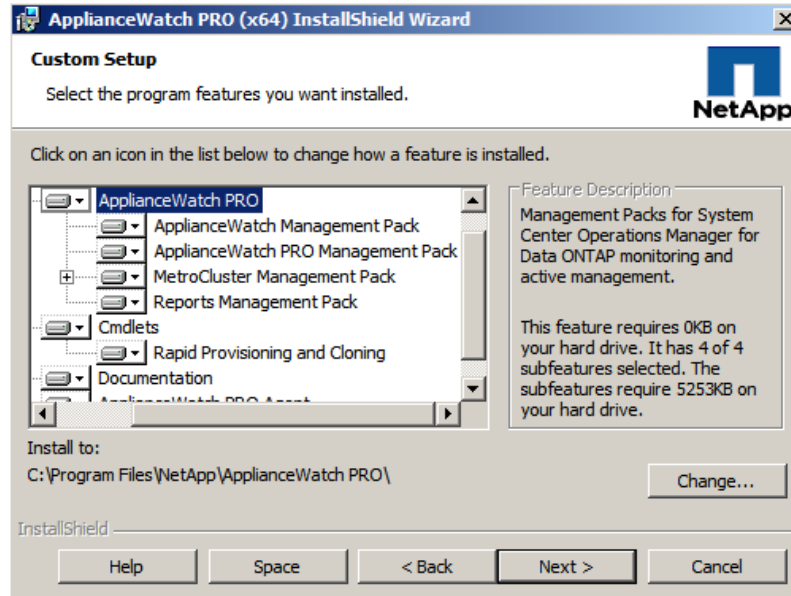 ApplianceWatch PRO (x64) InstallShield Wizard
Custom Setup
Select the program features you want installed.
NetApp
Click on an icon in the list below to change how a feature is installed.
ApplianceWatch PRO
ApplianceWatch Management Pack
ApplianceWatch PRO Management Pack
MetroCluster Management Pack
Reports Management Pack
Cmdlets
Rapid Provisioning and Cloning
Documentation
ApplianceWatch PRO Agent
Feature Description
Management Packs for System
Center Operations Manager for
Data ONTAP monitoring and
active management.
This feature requires 0KB on
your hard drive. It has 4 of 4
subfeatures selected. The
subfeatures require 5253KB on
your hard drive.
Install to:
C:\Program Files\NetApp\ApplianceWatch PRO\
Change...
InstallShield
Help
Space
< Back
Next >
Cancel